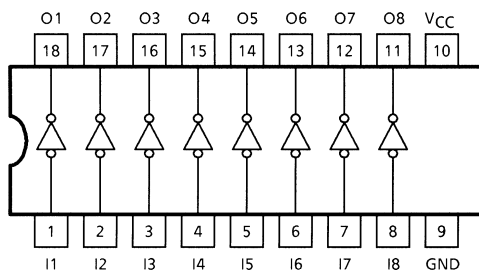 O1 O2 O3 O4 O5 O6 O7 O8 VCC
18 17 16 15 14 13 12 11 10
1 2 3 4 5 6 7 8 9
I1 I2 I3 I4 I5 I6 I7 I8 GND